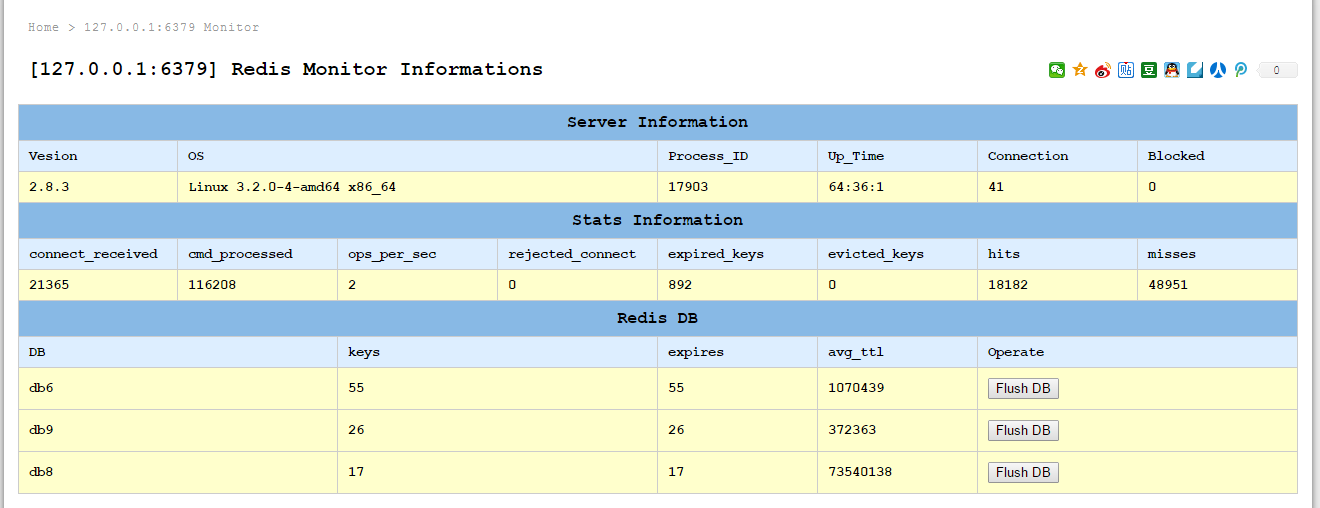 Home > 127.0.0.1:6379 Monitor
[127.0.0.1:6379] Redis Monitor Informations
贴 豆 0
Server Information
Vesion OS Process_ID Up_Time Connection Blocked
2.8.3 Linux 3.2.0-4-amd64 x86_64 17903 64:36:1 41 0
Stats Information
connect_received cmd_processed ops_per_sec rejected_connect expired_keys evicted_keys hits misses
21365 116208 2 0 892 0 18182 48951
Redis DB
DB keys expires avg_ttl Operate
db6 55 55 1070439 Flush DB
db9 26 26 372363 Flush DB
db8 17 17 73540138 Flush DB